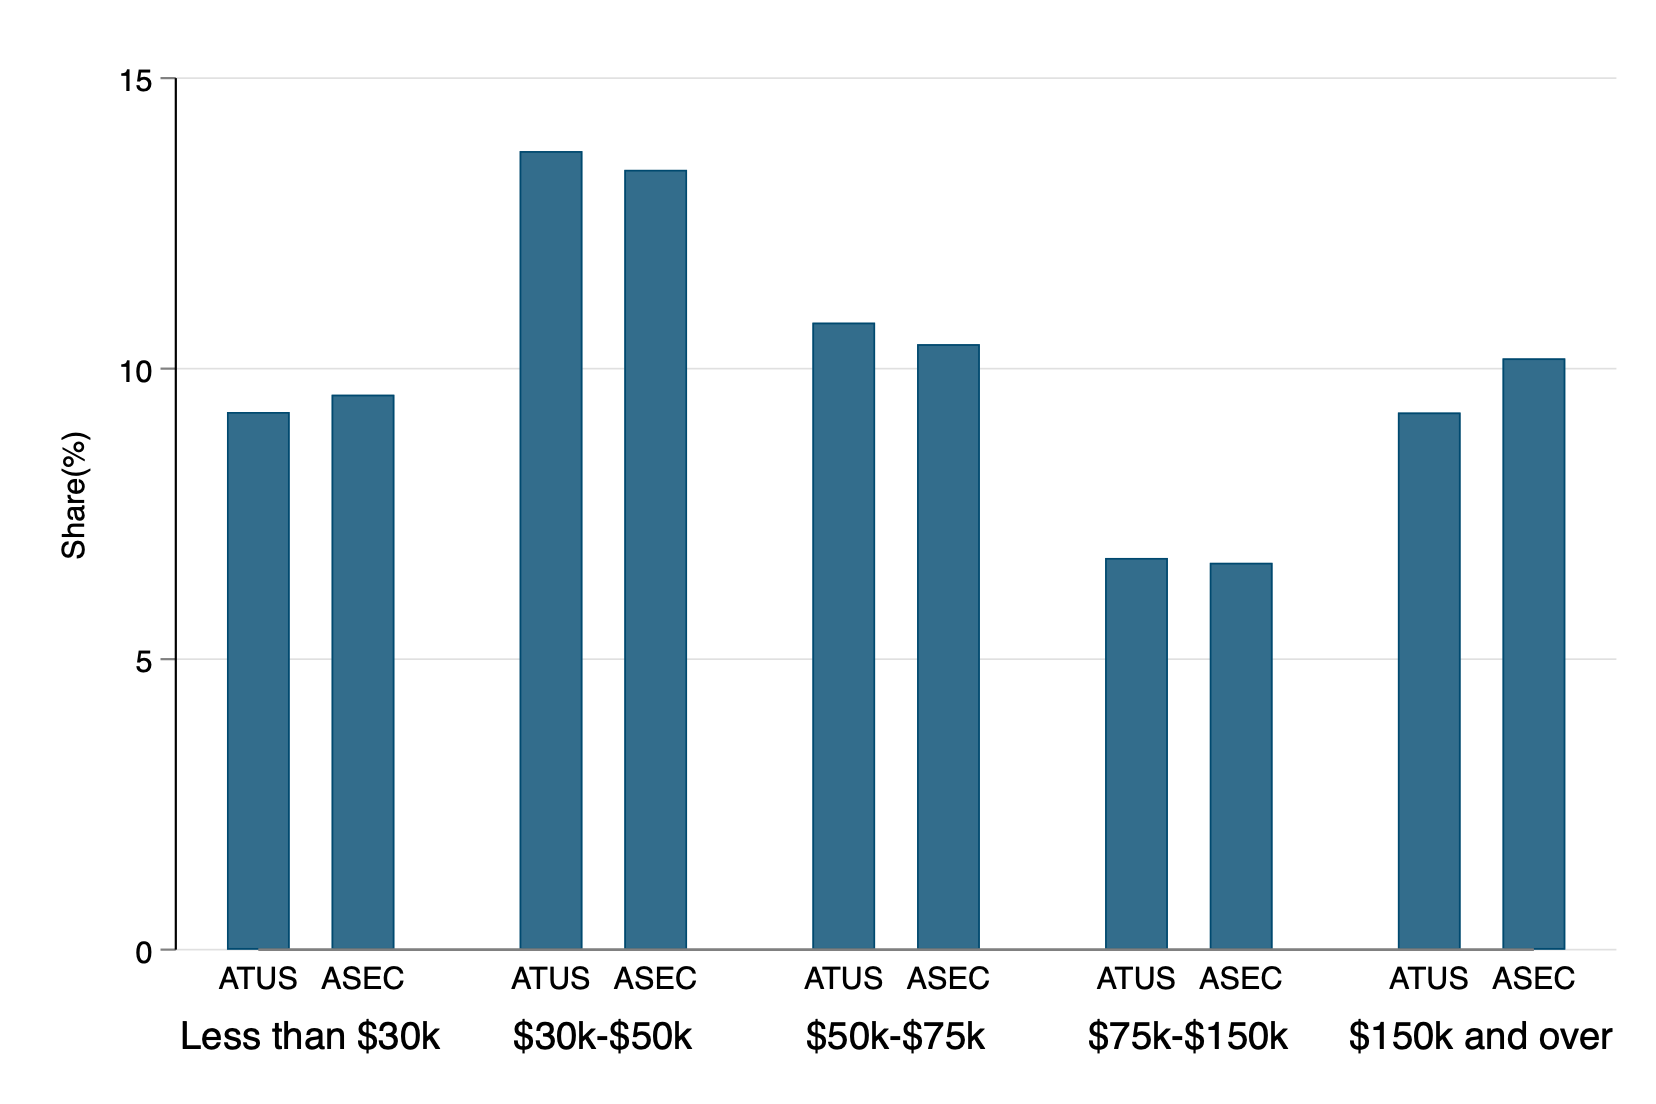 15
10
5
0
Share(%)
ATUS ASEC ATUS ASEC ATUS ASEC ATUS ASEC ATUS ASEC
Less than $30k $30k-$50k $50k-$75k $75k-$150k $150k and over